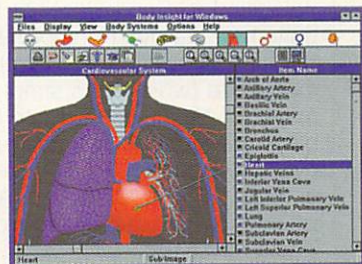 Body Insight for Windows
Files Display View Body Systems Options Help
Cardiovascular System
Item Name
Arch of Aorta
Axillary Artery
Axillary Vein
Basilic Vein
Brachial Artery
Brachial Vein
Bronchus
Carotid Artery
Cricoid Cartilage
Epiglottis
Heart
Hepatic Veins
Inferior Vena Cava
Jugular Vein
Left Inferior Pulmonary Vein
Left Superior Pulmonary Vein
Lung
Pulmonary Artery
Subclavian Artery
Subclavian Vein
Superior Vena Cava
Heart
Sub-Image